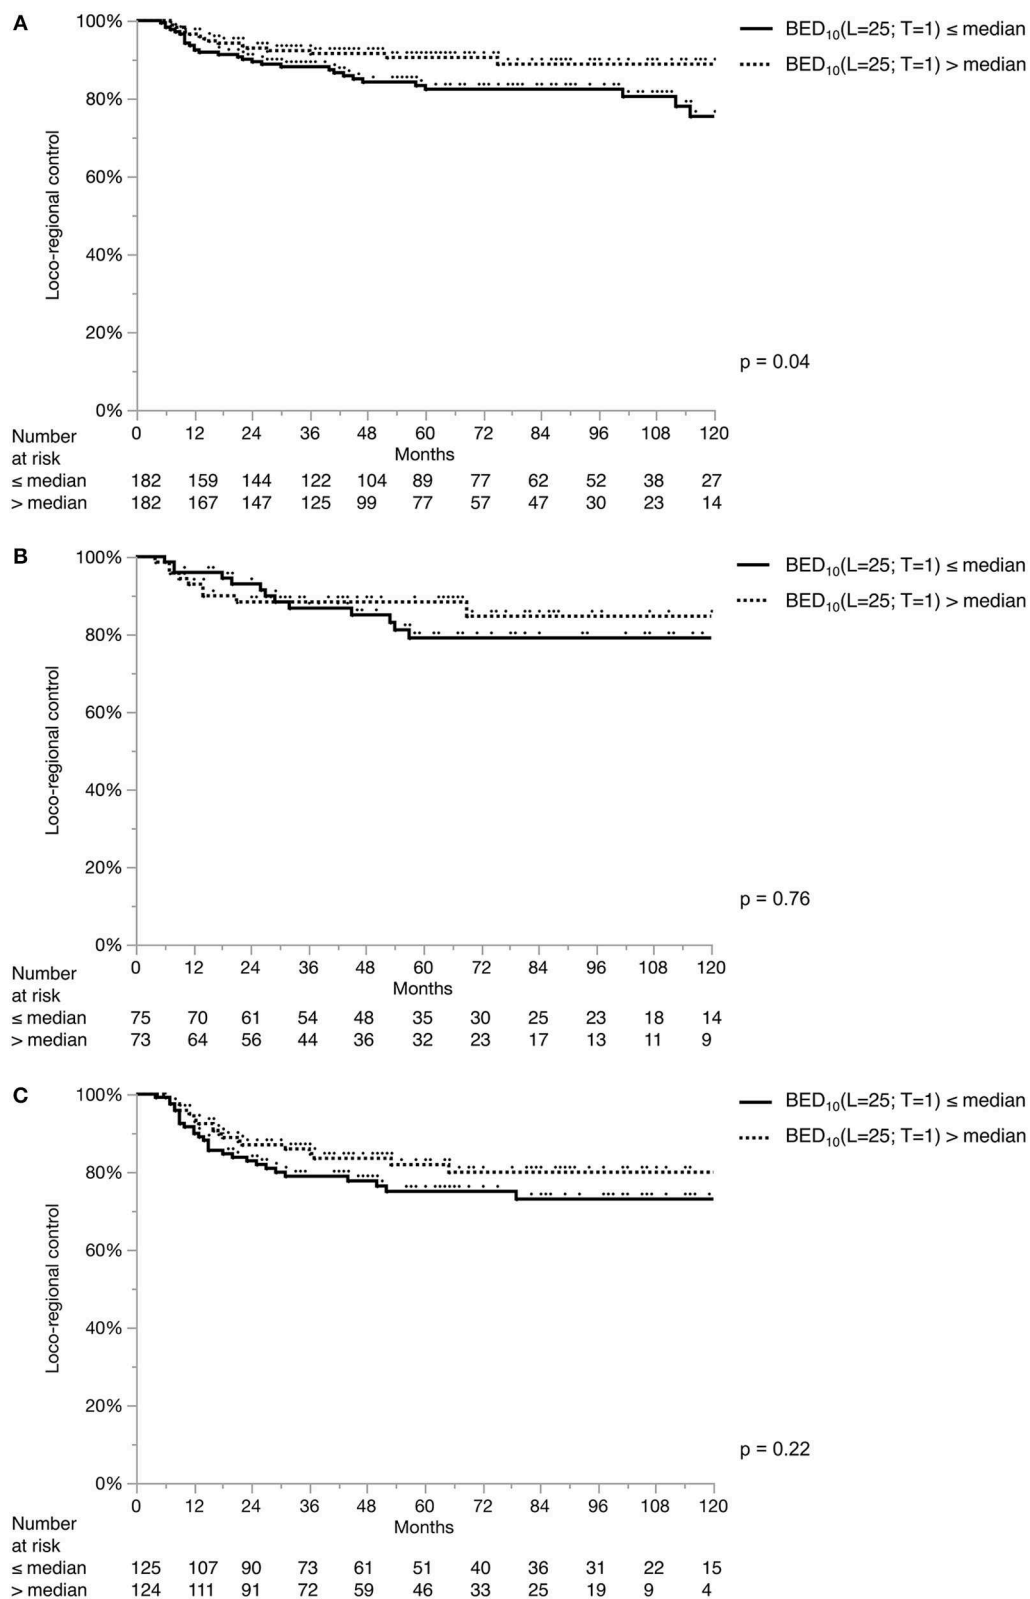 A
BED10(L=25; T=1) ≤ median
BED10(L=25; T=1) > median
100%
80%
60%
40%
20%
0%
Loco-regional control
p = 0.04
0 12 24 36 48 60 72 84 96 108 120
Months
Number
at risk
≤ median 182 159 144 122 104 89 77 62 52 38 27
> median 182 167 147 125 99 77 57 47 30 23 14
B
BED10(L=25; T=1) ≤ median
BED10(L=25; T=1) > median
100%
80%
60%
40%
20%
0%
Loco-regional control
p = 0.76
0 12 24 36 48 60 72 84 96 108 120
Months
Number
at risk
≤ median 75 70 61 54 48 35 30 25 23 18 14
> median 73 64 56 44 36 32 23 17 13 11 9
C
BED10(L=25; T=1) ≤ median
BED10(L=25; T=1) > median
100%
80%
60%
40%
20%
0%
Loco-regional control
p = 0.22
0 12 24 36 48 60 72 84 96 108 120
Months
Number
at risk
≤ median 125 107 90 73 61 51 40 36 31 22 15
> median 124 111 91 72 59 46 33 25 19 9 4